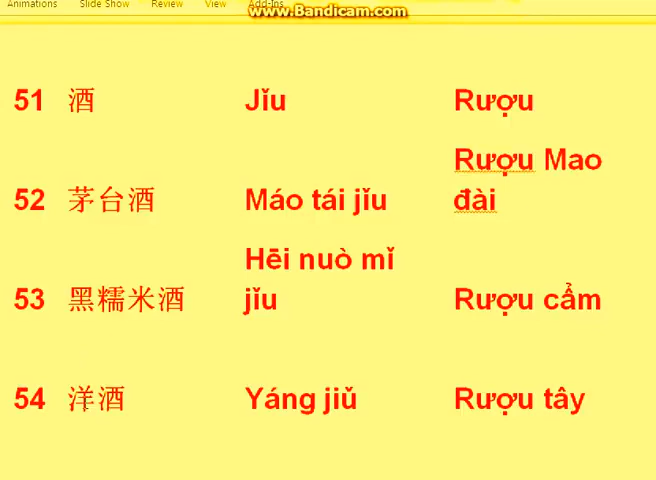 Animations Slide Show Review View Add-Ins
www.Bandicam.com
51 酒 Jǐu Rượu
Rượu Mao
52 茅台酒 Máo tái jǐu đài
Hēi nuò mǐ
53 黑糯米酒 jǐu Rượu cẩm
54 洋酒 Yáng jiǔ Rượu tây